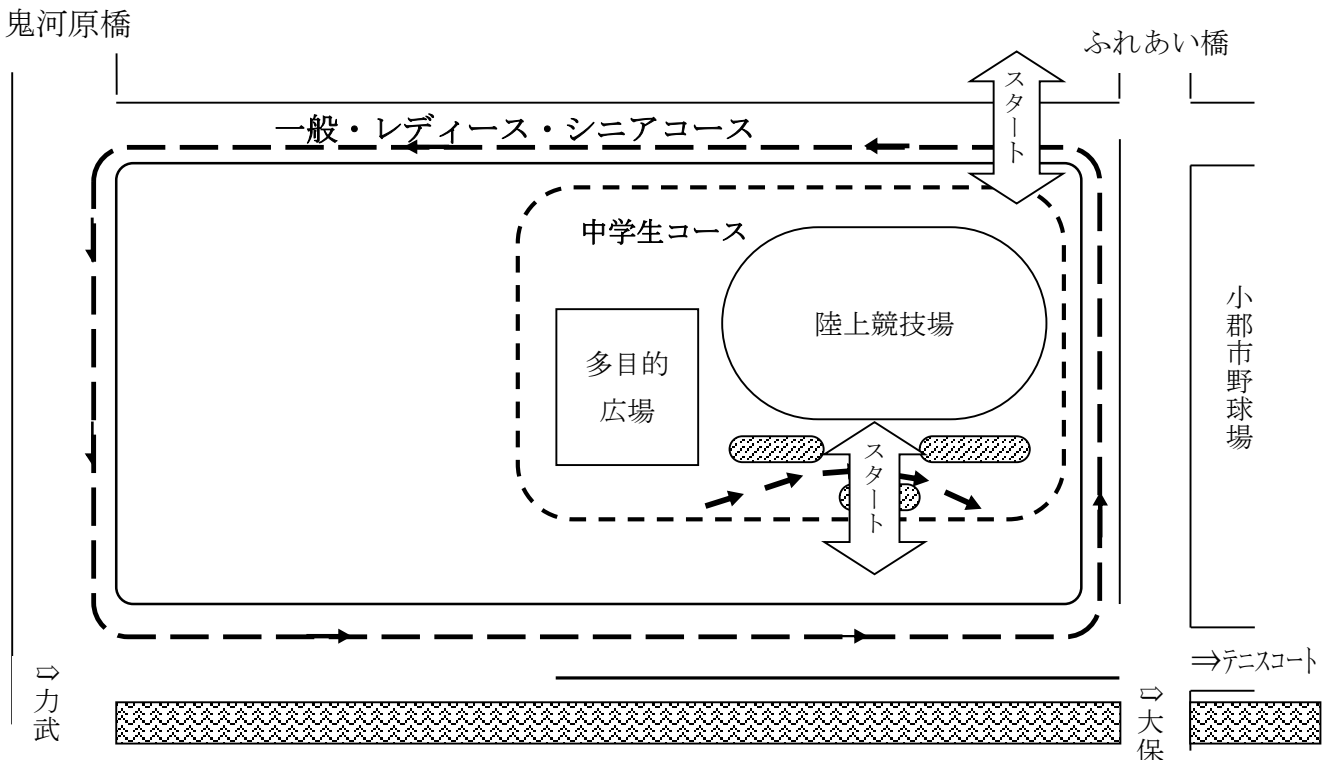 鬼河原橋
ふれあい橋
スタート
一般・レディース・シニアコース
中学生コース
陸上競技場
多目的
広場
スタート
小郡市野球場
⇒テニスコート
⇨力武
⇨大保